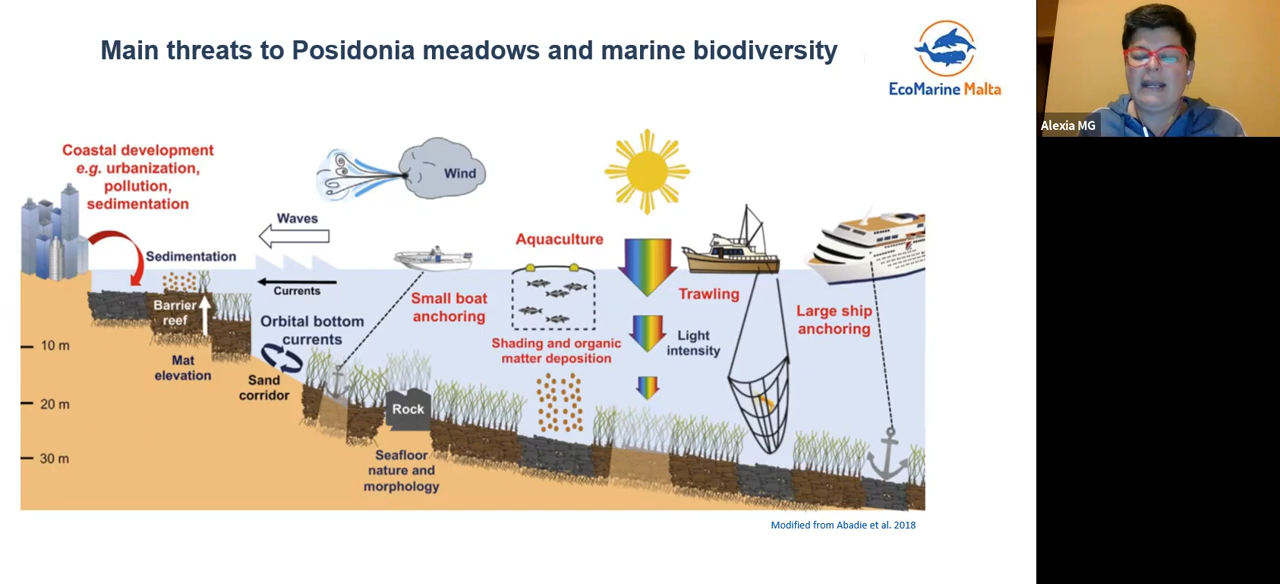 Main threats to Posidonia meadows and marine biodiversity
EcoMarine Malta
Alexia MG
Coastal development
e.g. urbanization,
pollution,
sedimentation
Wind
Waves
Sedimentation
Currents
Barrier
reef
Mat
elevation
Orbital bottom
currents
Sand
corridor
Small boat
anchoring
Aquaculture
Shading and organic
matter deposition
Trawling
Light
intensity
Large ship
anchoring
10 m
20 m
30 m
Rock
Seafloor
nature and
morphology
Modified from Abadie et al. 2018